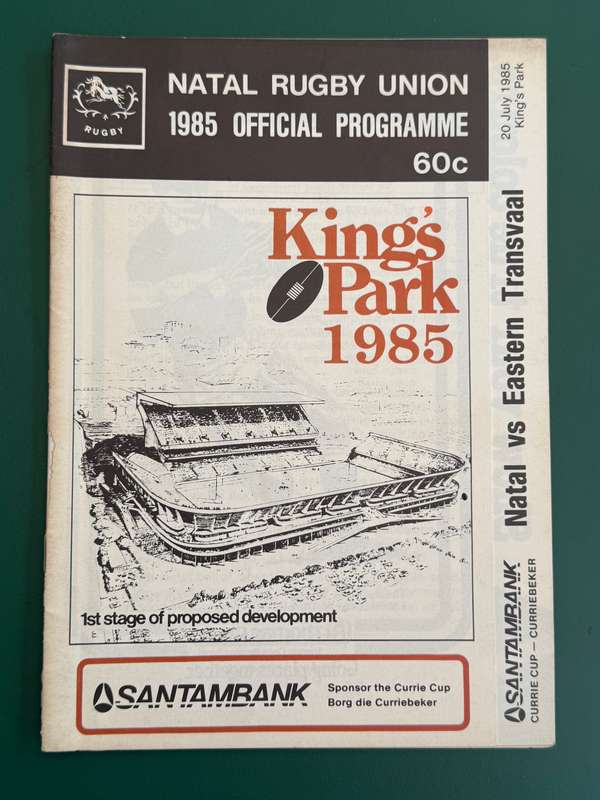 RUGBY
NATAL RUGBY UNION
1985 OFFICIAL PROGRAMME
60c
King's
Park
1985
1st stage of proposed development
SANTAMBANK
Sponsor the Currie Cup
Borg die Curriebeker
20 July 1985
King's Park
Natal vs Eastern Transvaal
SANTAMBANK
CURRIE CUP – CURRIEBEKER